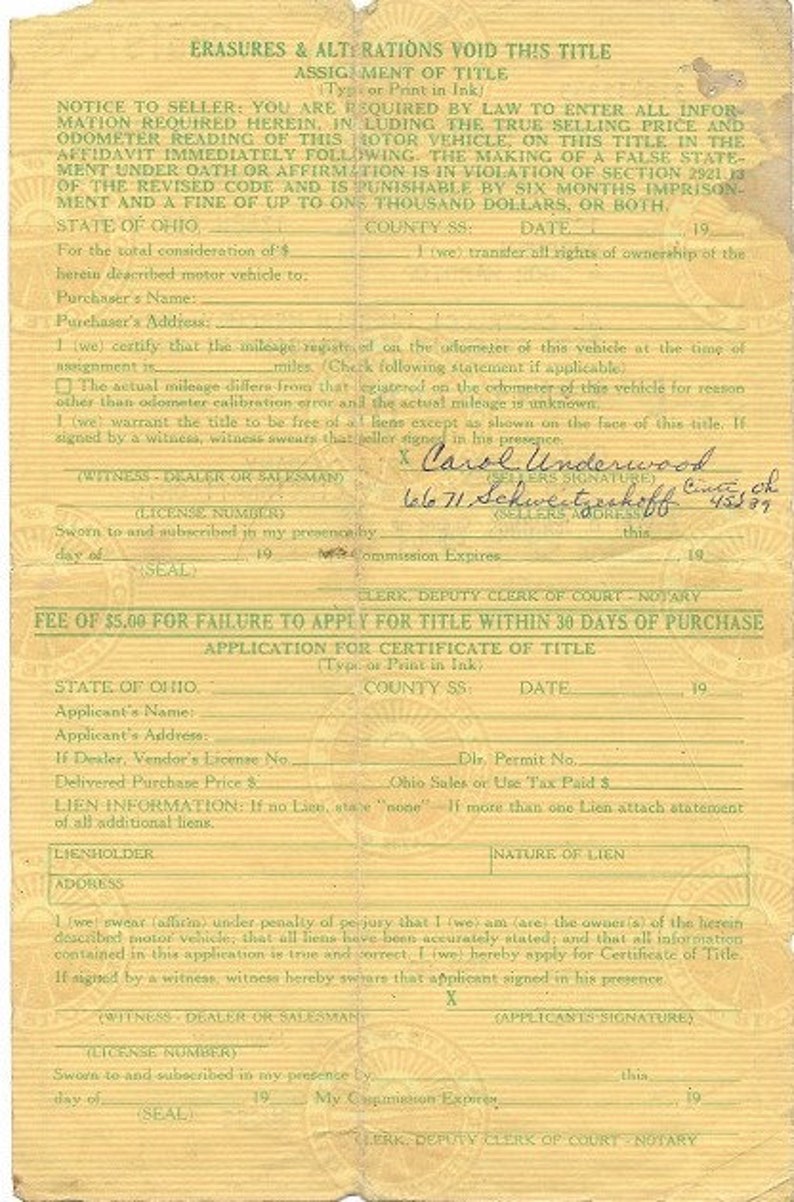 ERASURES & ALTERATIONS VOID THIS TITLE
ASSIGNMENT OF TITLE
(Type or Print in Ink)
NOTICE TO SELLER: YOU ARE REQUIRED BY LAW TO ENTER ALL INFOR-
MATION REQUIRED HEREIN, INCLUDING THE TRUE SELLING PRICE AND
ODOMETER READING OF THIS MOTOR VEHICLE, ON THIS TITLE IN THE
AFFIDAVIT IMMEDIATELY FOLLOWING. THE MAKING OF A FALSE STATE-
MENT UNDER OATH OR AFFIRMATION IS IN VIOLATION OF SECTION 2921.13
OF THE REVISED CODE AND IS PUNISHABLE BY SIX MONTHS IMPRISON-
MENT AND A FINE OF UP TO ONE THOUSAND DOLLARS, OR BOTH.
STATE OF OHIO, COUNTY SS: DATE 19
For the total consideration of $ I (we) transfer all rights of ownership of the
herein described motor vehicle to:
Purchaser's Name:
Purchaser's Address:
I (we) certify that the mileage registered on the odometer of this vehicle at the time of
assignment is miles. (Check following statement if applicable)
☐ The actual mileage differs from that registered on the odometer of this vehicle for reason
other than odometer calibration error and the actual mileage is unknown.
I (we) warrant the title to be free of all liens except as shown on the face of this title. If
signed by a witness, witness swears that seller signed in his presence.
X Carol Underwood
(WITNESS - DEALER OR SALESMAN) (SELLERS SIGNATURE)
6671 Schweitzerhoff Cinti Oh 45239
(LICENSE NUMBER) (SELLERS ADDRESS)
Sworn to and subscribed in my presence by this
day of 19 My Commission Expires 19
(SEAL)
CLERK, DEPUTY CLERK OF COURT - NOTARY
FEE OF $5.00 FOR FAILURE TO APPLY FOR TITLE WITHIN 30 DAYS OF PURCHASE
APPLICATION FOR CERTIFICATE OF TITLE
(Type or Print in Ink)
STATE OF OHIO, COUNTY SS: DATE 19
Applicant's Name:
Applicant's Address:
If Dealer, Vendor's License No. Dlr. Permit No.
Delivered Purchase Price $ Ohio Sales or Use Tax Paid $
LIEN INFORMATION: If no Lien, state "none"—If more than one Lien attach statement
of all additional liens.
LIENHOLDER NATURE OF LIEN
ADDRESS
I (we) swear (affirm) under penalty of perjury that I (we) am (are) the owner(s) of the herein
described motor vehicle; that all liens have been accurately stated; and that all information
contained in this application is true and correct. I (we) hereby apply for Certificate of Title.
If signed by a witness, witness hereby swears that applicant signed in his presence
X
(WITNESS - DEALER OR SALESMAN) (APPLICANTS SIGNATURE)
(LICENSE NUMBER)
Sworn to and subscribed in my presence by this
day of 19 My Commission Expires 19
(SEAL)
CLERK, DEPUTY CLERK OF COURT - NOTARY